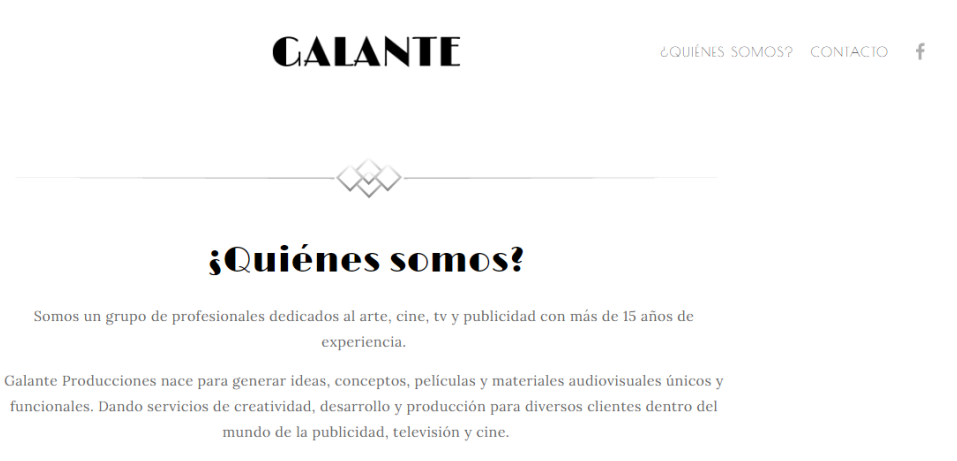 GALANTE
¿QUIÉNES SOMOS? CONTACTO
¿Quiénes somos?
Somos un grupo de profesionales dedicados al arte, cine, tv y publicidad con más de 15 años de
experiencia.
Galante Producciones nace para generar ideas, conceptos, películas y materiales audiovisuales únicos y
funcionales. Dando servicios de creatividad, desarrollo y producción para diversos clientes dentro del
mundo de la publicidad, televisión y cine.